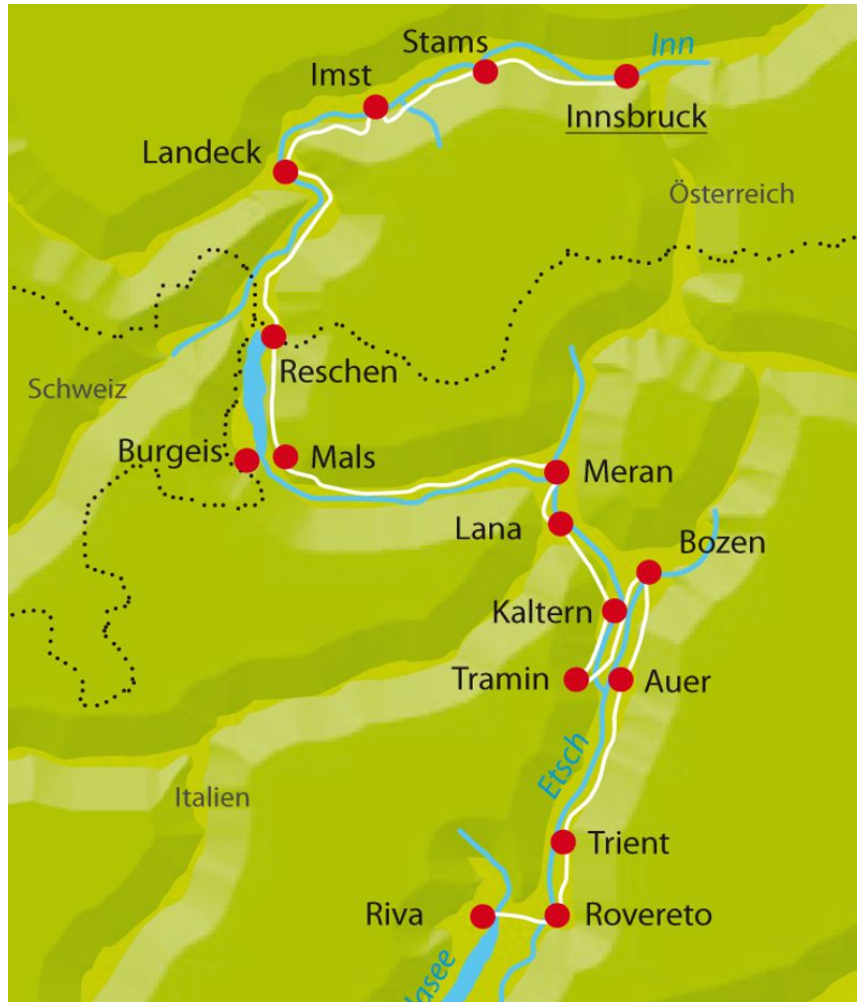 Stams
Inn
Imst
Innsbruck
Landeck
Österreich
Reschen
Schweiz
Burgeis
Mals
Meran
Lana
Bozen
Kaltern
Tramin
Auer
Etsch
Italien
Trient
Riva
Rovereto